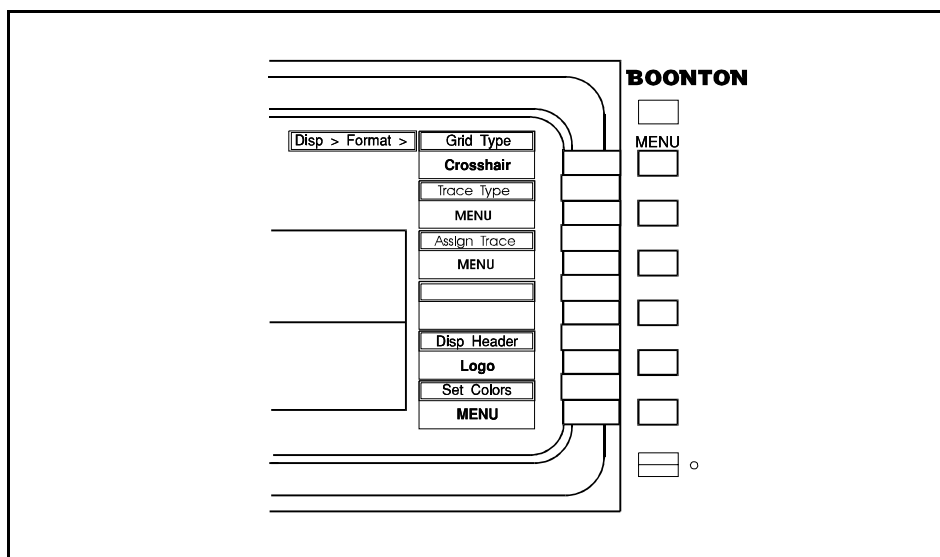 BOONTON
MENU
Disp > Format >
Grid Type
Crosshair
Trace Type
MENU
Assign Trace
MENU
Disp Header
Logo
Set Colors
MENU